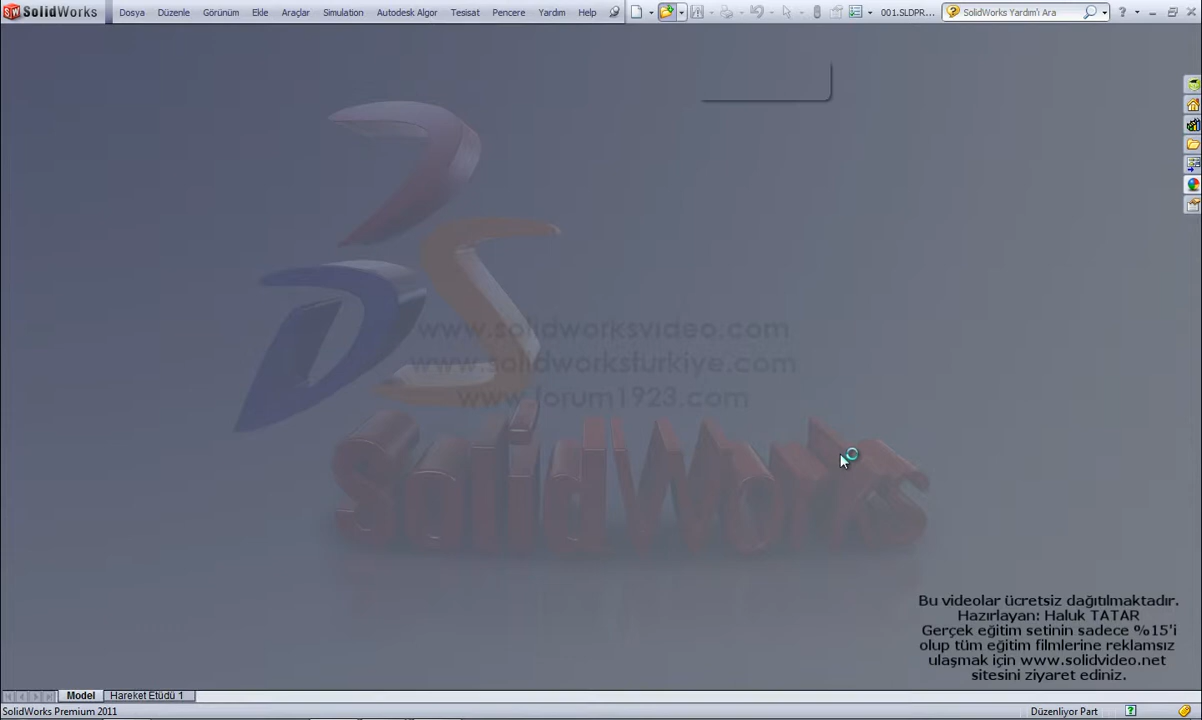 SolidWorks Dosya Düzenle Görünüm Ekle Araçlar Simulation Autodesk Algor Tesisat Pencere Yardım Help 001.SLDPR... SolidWorks Yardım'ı Ara
www.solidworksvideo.com
www.solidworksturkiye.com
www.forum1923.com
SolidWorks
Bu videolar ücretsiz dağıtılmaktadır.
Hazırlayan: Haluk TATAR
Gerçek eğitim setinin sadece %15'i
olup tüm eğitim filmlerine reklamsız
ulaşmak için www.solidvideo.net
sitesini ziyaret ediniz.
Model Hareket Etüdü 1
SolidWorks Premium 2011 Düzenliyor Part